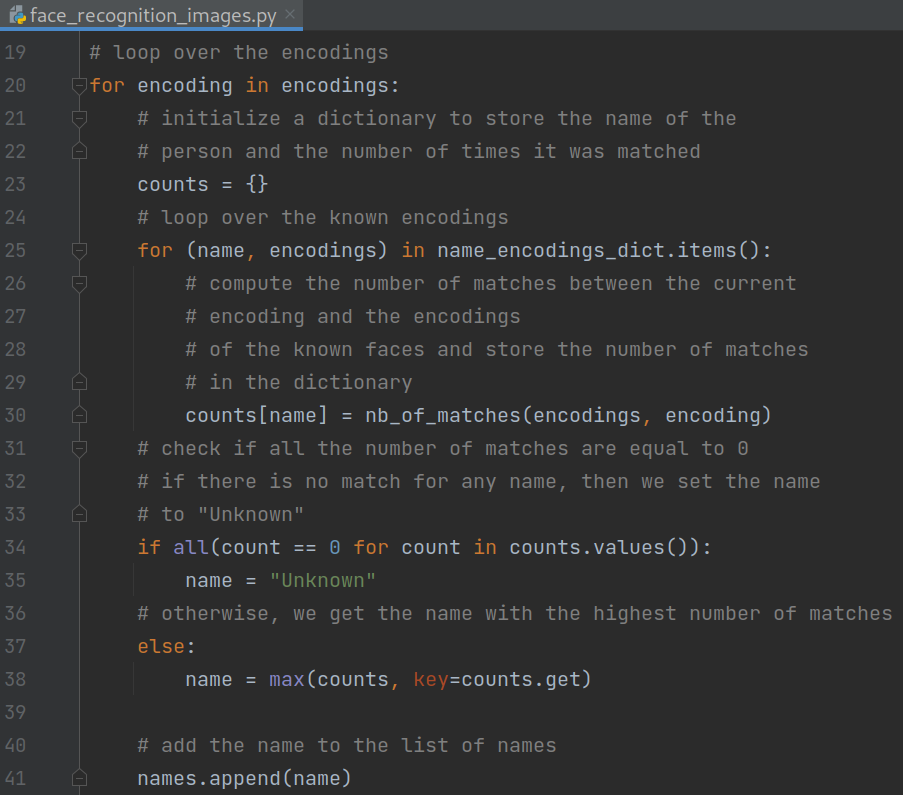 face_recognition_images.py ×
19 # loop over the encodings
20 for encoding in encodings:
21     # initialize a dictionary to store the name of the
22     # person and the number of times it was matched
23     counts = {}
24     # loop over the known encodings
25     for (name, encodings) in name_encodings_dict.items():
26         # compute the number of matches between the current
27         # encoding and the encodings
28         # of the known faces and store the number of matches
29         # in the dictionary
30         counts[name] = nb_of_matches(encodings, encoding)
31     # check if all the number of matches are equal to 0
32     # if there is no match for any name, then we set the name
33     # to "Unknown"
34     if all(count == 0 for count in counts.values()):
35         name = "Unknown"
36     # otherwise, we get the name with the highest number of matches
37     else:
38         name = max(counts, key=counts.get)
39
40     # add the name to the list of names
41     names.append(name)